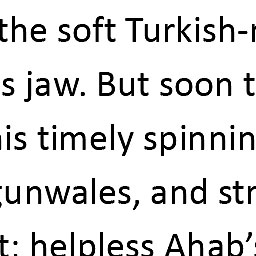 the soft Turkish-r
s jaw. But soon t
his timely spinnin
gunwales, and str
t; helpless Ahab's